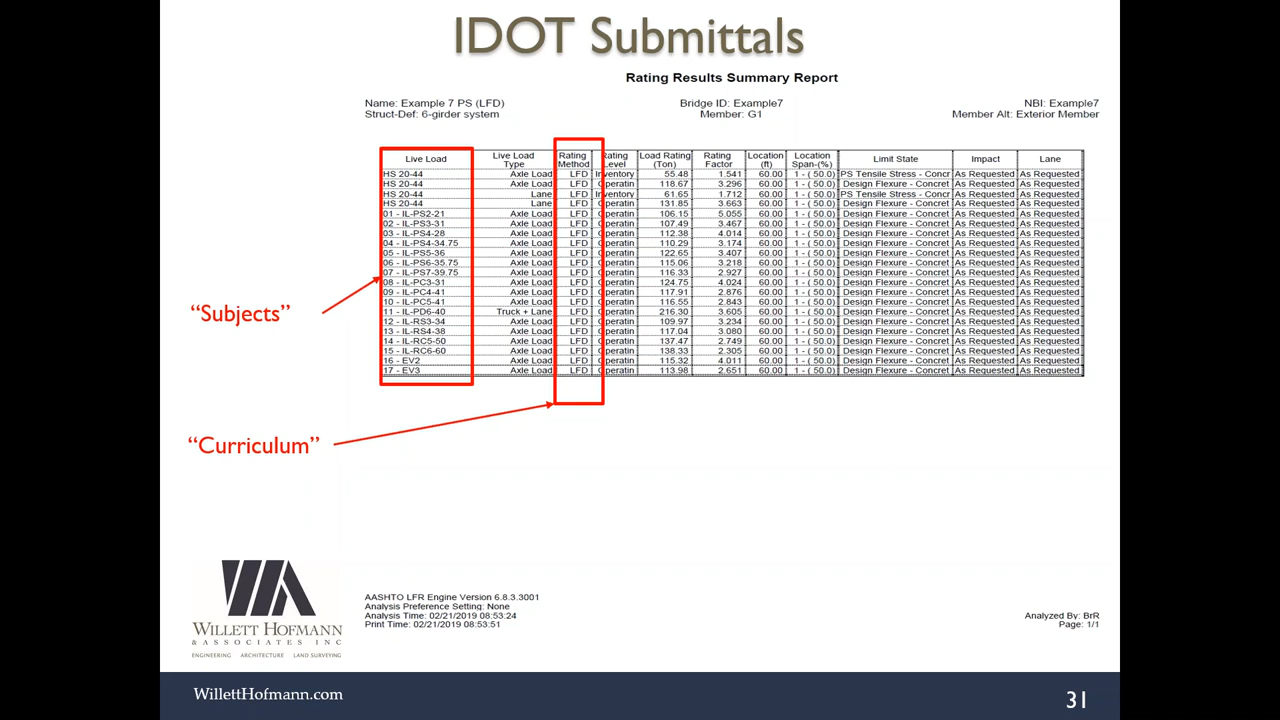 IDOT Submittals
Rating Results Summary Report
Name: Example 7 PS (LFD) Bridge ID: Example7 NBI: Example7
Struct-Def: 6-girder system Member: G1 Member Alt: Exterior Member
Live Load Live Load Type Rating Method Rating Level Load Rating (Ton) Rating Factor Location (ft) Location Span-(%) Limit State Impact Lane
HS 20-44 Axle Load LFD Inventory 55.48 1.541 60.00 1 - ( 50.0) PS Tensile Stress - Concr As Requested As Requested
HS 20-44 Axle Load LFD Operatin 118.67 3.296 60.00 1 - ( 50.0) Design Flexure - Concret As Requested As Requested
HS 20-44 Lane LFD Inventory 61.65 1.712 60.00 1 - ( 50.0) PS Tensile Stress - Concr As Requested As Requested
HS 20-44 Lane LFD Operatin 131.85 3.663 60.00 1 - ( 50.0) Design Flexure - Concret As Requested As Requested
01 - IL-PS2-21 Axle Load LFD Operatin 106.15 5.055 60.00 1 - ( 50.0) Design Flexure - Concret As Requested As Requested
02 - IL-PS3-31 Axle Load LFD Operatin 107.49 3.467 60.00 1 - ( 50.0) Design Flexure - Concret As Requested As Requested
03 - IL-PS4-28 Axle Load LFD Operatin 112.38 4.014 60.00 1 - ( 50.0) Design Flexure - Concret As Requested As Requested
04 - IL-PS4-34.75 Axle Load LFD Operatin 110.29 3.174 60.00 1 - ( 50.0) Design Flexure - Concret As Requested As Requested
05 - IL-PS5-36 Axle Load LFD Operatin 122.65 3.407 60.00 1 - ( 50.0) Design Flexure - Concret As Requested As Requested
06 - IL-PS6-35.75 Axle Load LFD Operatin 115.06 3.218 60.00 1 - ( 50.0) Design Flexure - Concret As Requested As Requested
07 - IL-PS7-39.75 Axle Load LFD Operatin 116.33 2.927 60.00 1 - ( 50.0) Design Flexure - Concret As Requested As Requested
08 - IL-PC3-31 Axle Load LFD Operatin 124.75 4.024 60.00 1 - ( 50.0) Design Flexure - Concret As Requested As Requested
09 - IL-PC4-41 Axle Load LFD Operatin 117.91 2.876 60.00 1 - ( 50.0) Design Flexure - Concret As Requested As Requested
10 - IL-PC5-41 Axle Load LFD Operatin 116.55 2.843 60.00 1 - ( 50.0) Design Flexure - Concret As Requested As Requested
11 - IL-PD6-40 Truck + Lane LFD Operatin 216.30 3.605 60.00 1 - ( 50.0) Design Flexure - Concret As Requested As Requested
12 - IL-RS3-34 Axle Load LFD Operatin 109.97 3.234 60.00 1 - ( 50.0) Design Flexure - Concret As Requested As Requested
13 - IL-RS4-38 Axle Load LFD Operatin 117.04 3.080 60.00 1 - ( 50.0) Design Flexure - Concret As Requested As Requested
14 - IL-RC5-50 Axle Load LFD Operatin 137.47 2.749 60.00 1 - ( 50.0) Design Flexure - Concret As Requested As Requested
15 - IL-RC6-60 Axle Load LFD Operatin 138.33 2.305 60.00 1 - ( 50.0) Design Flexure - Concret As Requested As Requested
16 - EV2 Axle Load LFD Operatin 115.32 4.011 60.00 1 - ( 50.0) Design Flexure - Concret As Requested As Requested
17 - EV3 Axle Load LFD Operatin 113.98 2.651 60.00 1 - ( 50.0) Design Flexure - Concret As Requested As Requested
“Subjects”
“Curriculum”
AASHTO LFR Engine Version 6.8.3.3001
Analysis Preference Setting: None
Analysis Time: 02/21/2019 08:53:24 Analyzed By: BrR
Print Time: 02/21/2019 08:53:51 Page: 1/1
WILLETT HOFMANN
& ASSOCIATES INC
ENGINEERING ARCHITECTURE LAND SURVEYING
WillettHofmann.com
31